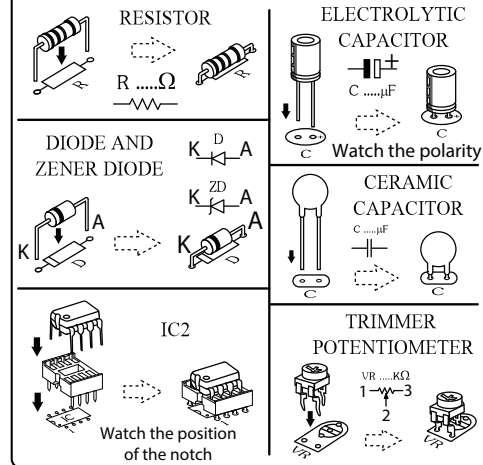 RESISTOR
R
R .....Ω
R
DIODE AND
ZENER DIODE
K D A
K ZD A
K A
D
K A
D
IC2
IC
Watch the position
of the notch
ELECTROLYTIC
CAPACITOR
+
C .....µF
C
C
Watch the polarity
CERAMIC
CAPACITOR
C .....µF
C
C
TRIMMER
POTENTIOMETER
VR .....KΩ
1 3
2
VR
VR